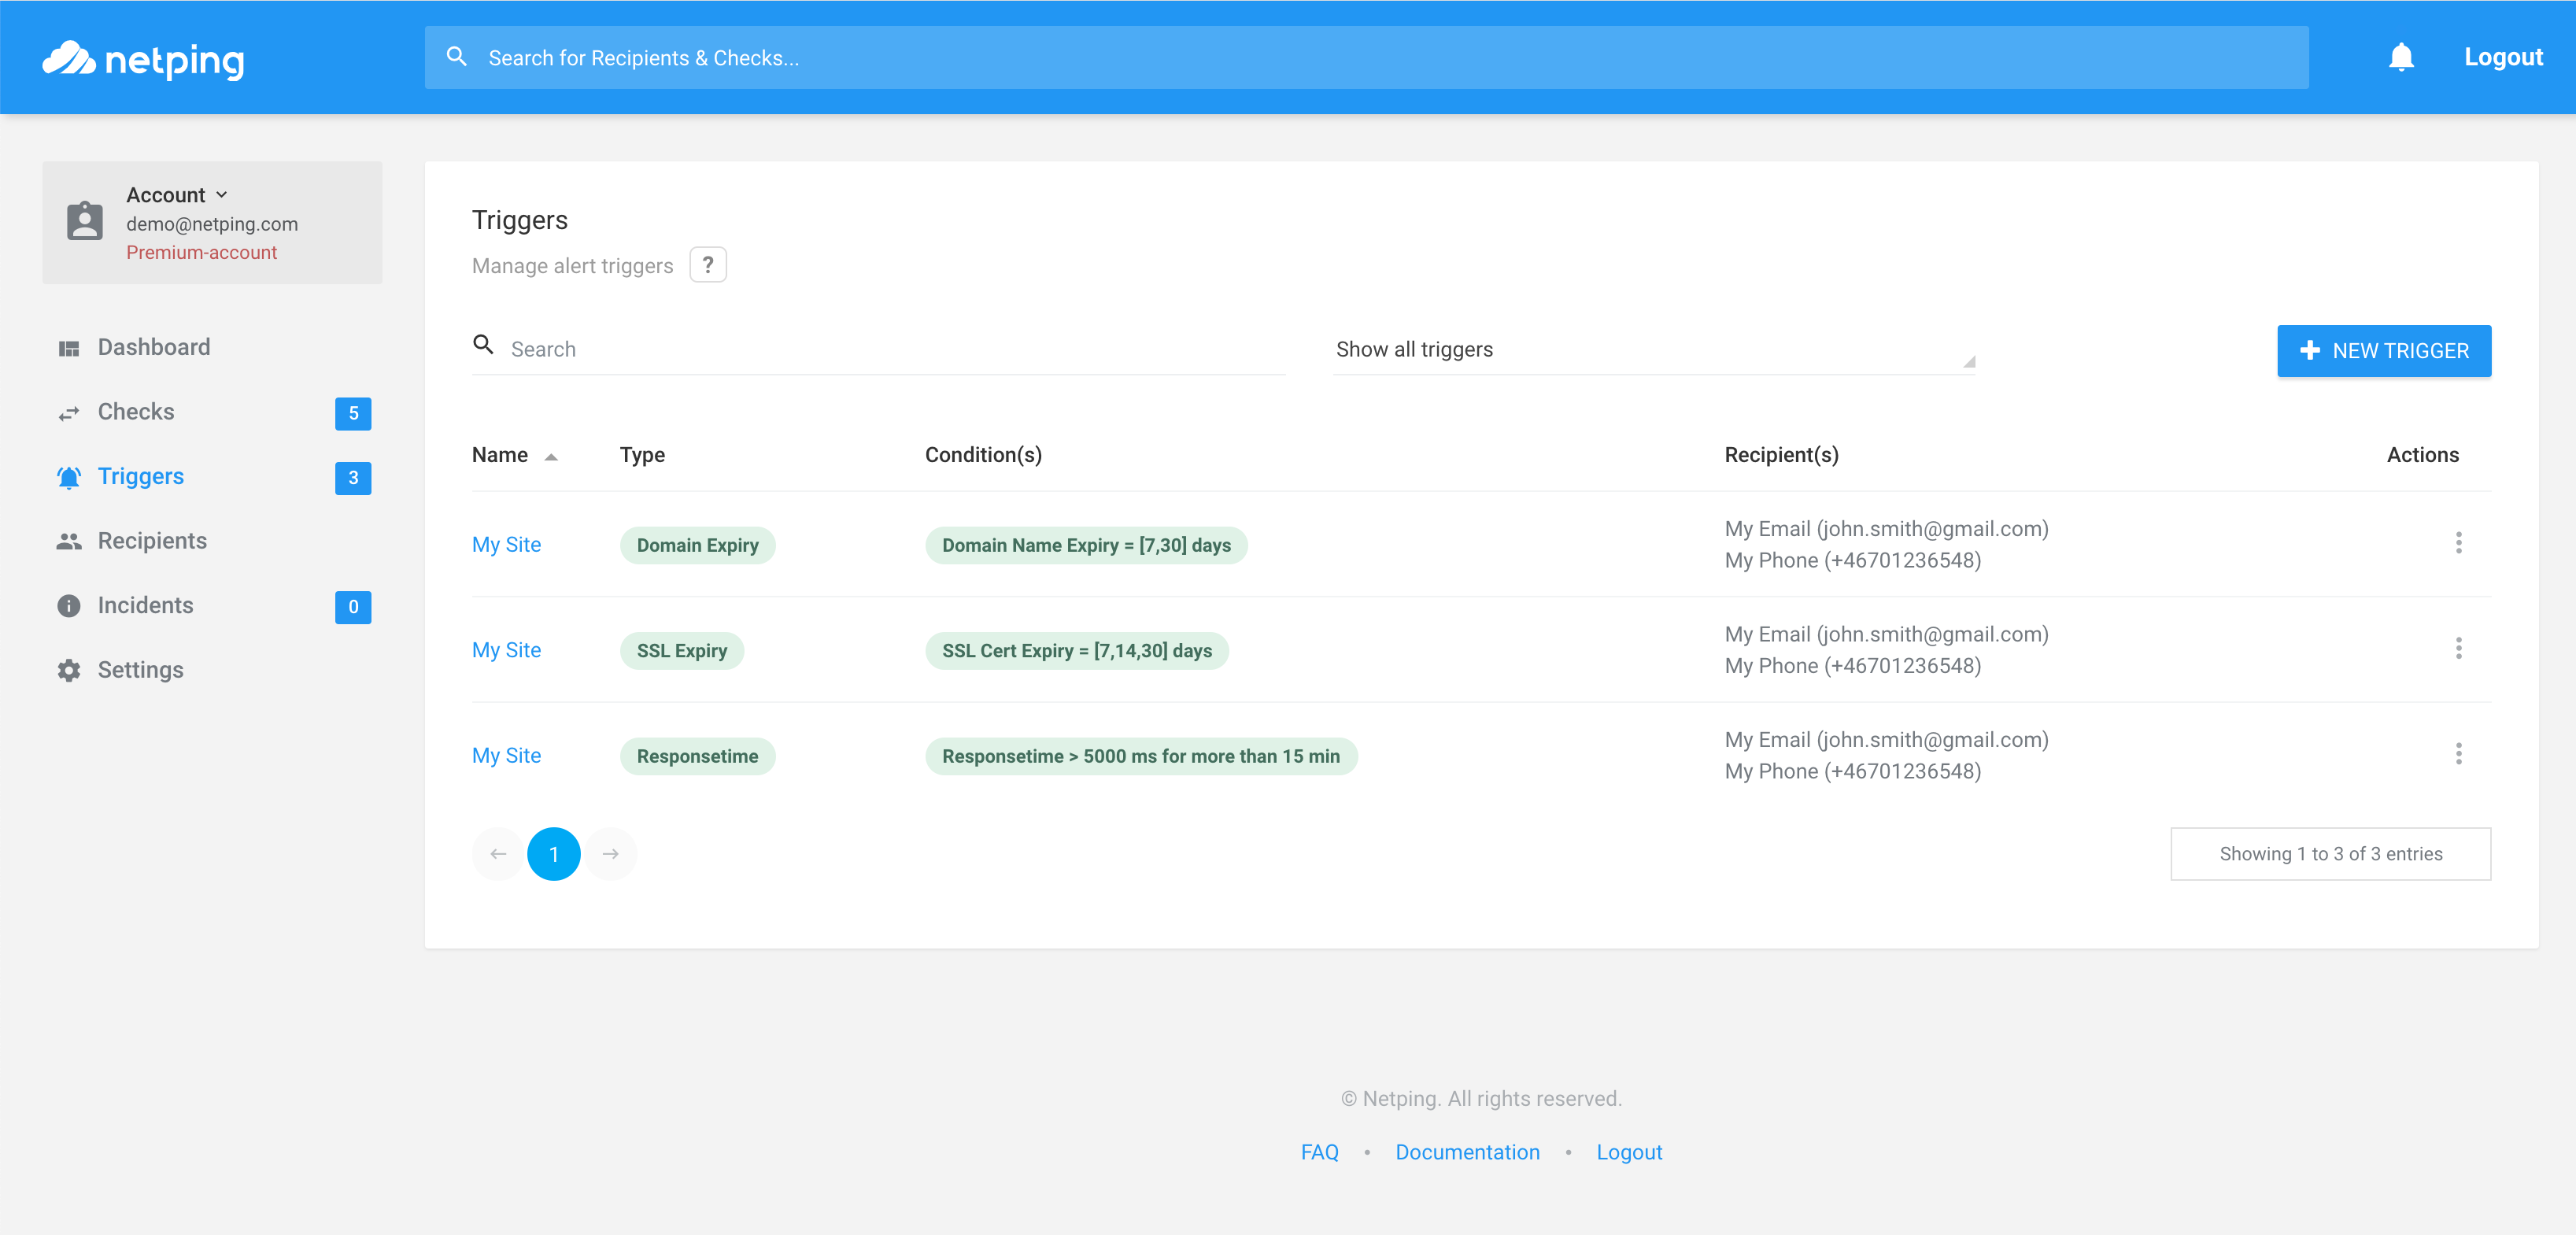 netping
Search for Recipients & Checks...
Logout
Account
demo@netping.com
Premium-account
Dashboard
Checks 5
Triggers 3
Recipients
Incidents 0
Settings
Triggers
Manage alert triggers ?
Search
Show all triggers
NEW TRIGGER
Name Type Condition(s) Recipient(s) Actions
My Site Domain Expiry Domain Name Expiry = [7,30] days My Email (john.smith@gmail.com)
My Phone (+46701236548)
My Site SSL Expiry SSL Cert Expiry = [7,14,30] days My Email (john.smith@gmail.com)
My Phone (+46701236548)
My Site Responsetime Responsetime > 5000 ms for more than 15 min My Email (john.smith@gmail.com)
My Phone (+46701236548)
1
Showing 1 to 3 of 3 entries
© Netping. All rights reserved.
FAQ • Documentation • Logout